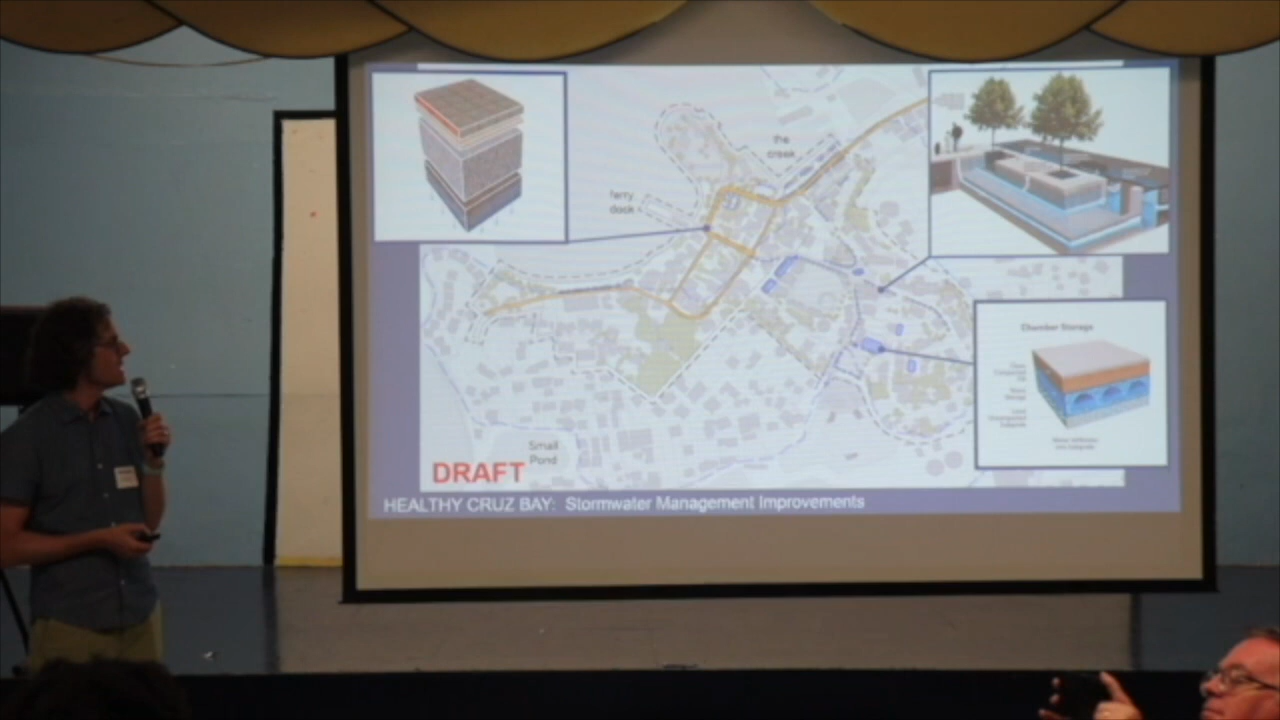 the
creek
ferry
dock
Chamber Storage
Small
Pond
DRAFT
HEALTHY CRUZ BAY: Stormwater Management Improvements